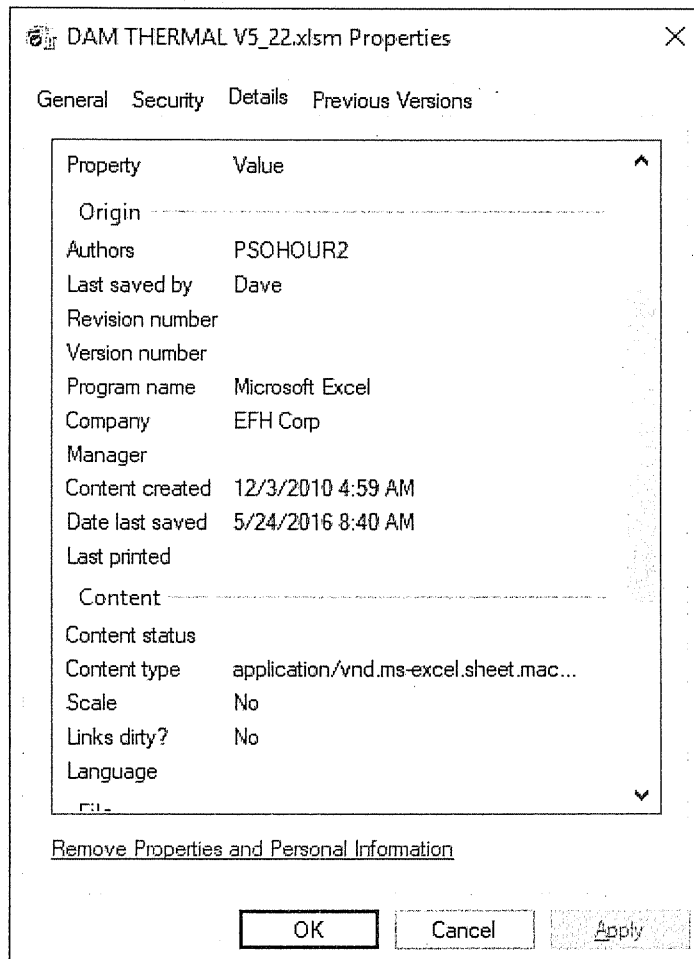 DAM THERMAL V5_22.xlsm Properties
General Security Details Previous Versions
Property Value
Origin
Authors PSOHOUR2
Last saved by Dave
Revision number
Version number
Program name Microsoft Excel
Company EFH Corp
Manager
Content created 12/3/2010 4:59 AM
Date last saved 5/24/2016 8:40 AM
Last printed
Content
Content status
Content type application/vnd.ms-excel.sheet.mac...
Scale No
Links dirty? No
Language
Remove Properties and Personal Information
OK Cancel Apply